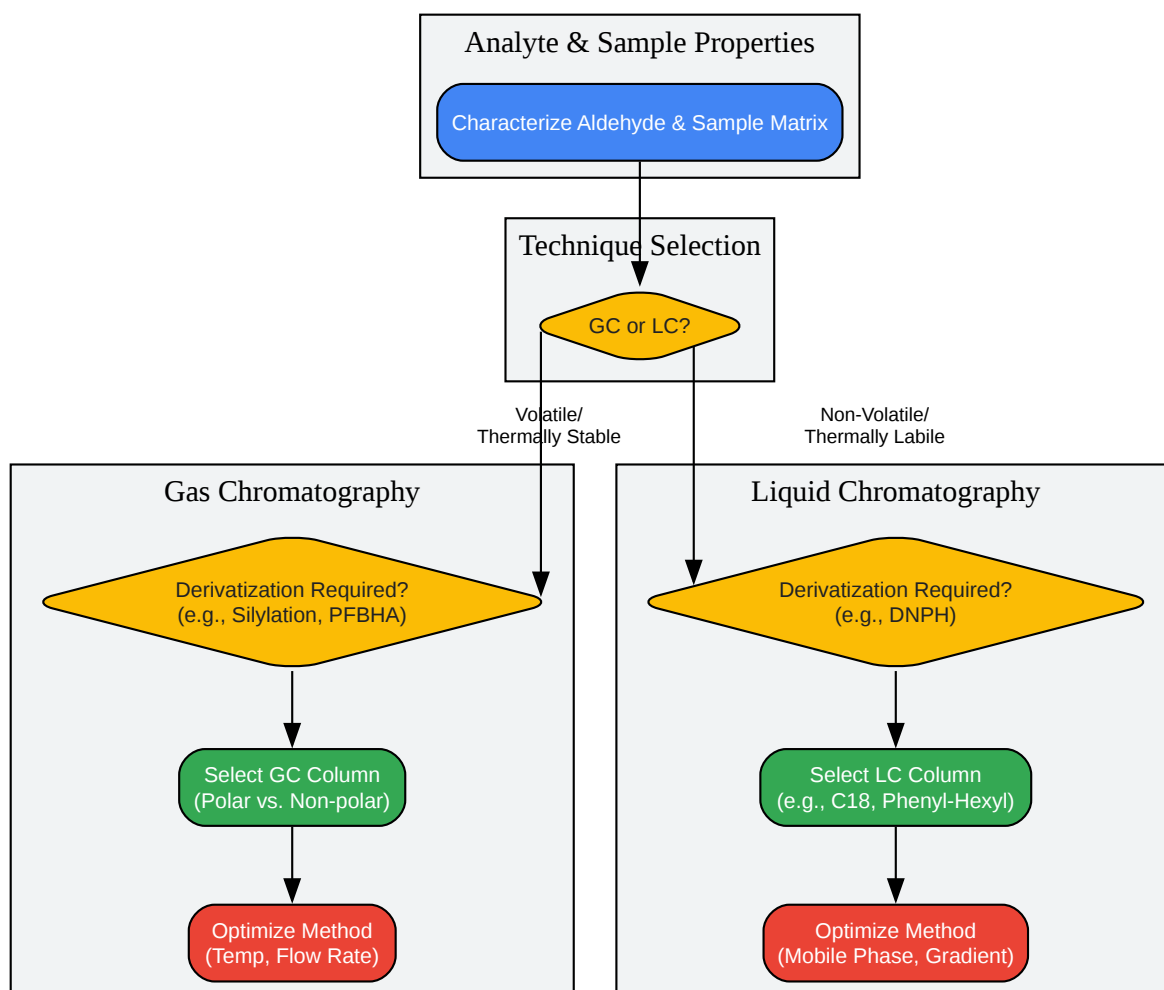 Analyte & Sample Properties
Characterize Aldehyde & Sample Matrix
Technique Selection
GC or LC?
Volatile/
Thermally Stable
Non-Volatile/
Thermally Labile
Gas Chromatography
Derivatization Required?
(e.g., Silylation, PFBHA)
Select GC Column
(Polar vs. Non-polar)
Optimize Method
(Temp, Flow Rate)
Liquid Chromatography
Derivatization Required?
(e.g., DNPH)
Select LC Column
(e.g., C18, Phenyl-Hexyl)
Optimize Method
(Mobile Phase, Gradient)